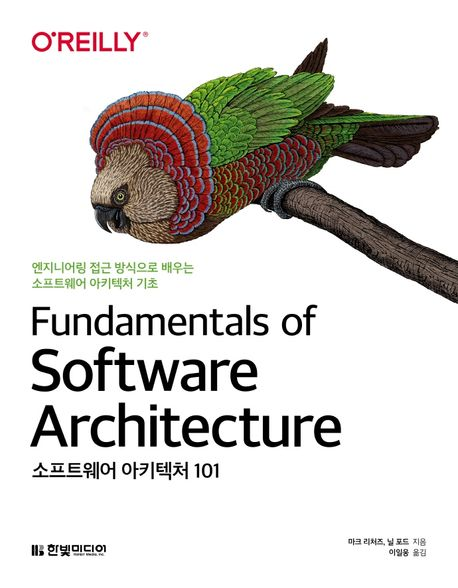 O'REILLY®
엔지니어링 접근 방식으로 배우는
소프트웨어 아키텍처 기초
Fundamentals of
Software
Architecture
소프트웨어 아키텍처 101
마크 리처즈, 닐 포드 지음
이일웅 옮김
한빛미디어
Hanbit Media, Inc.